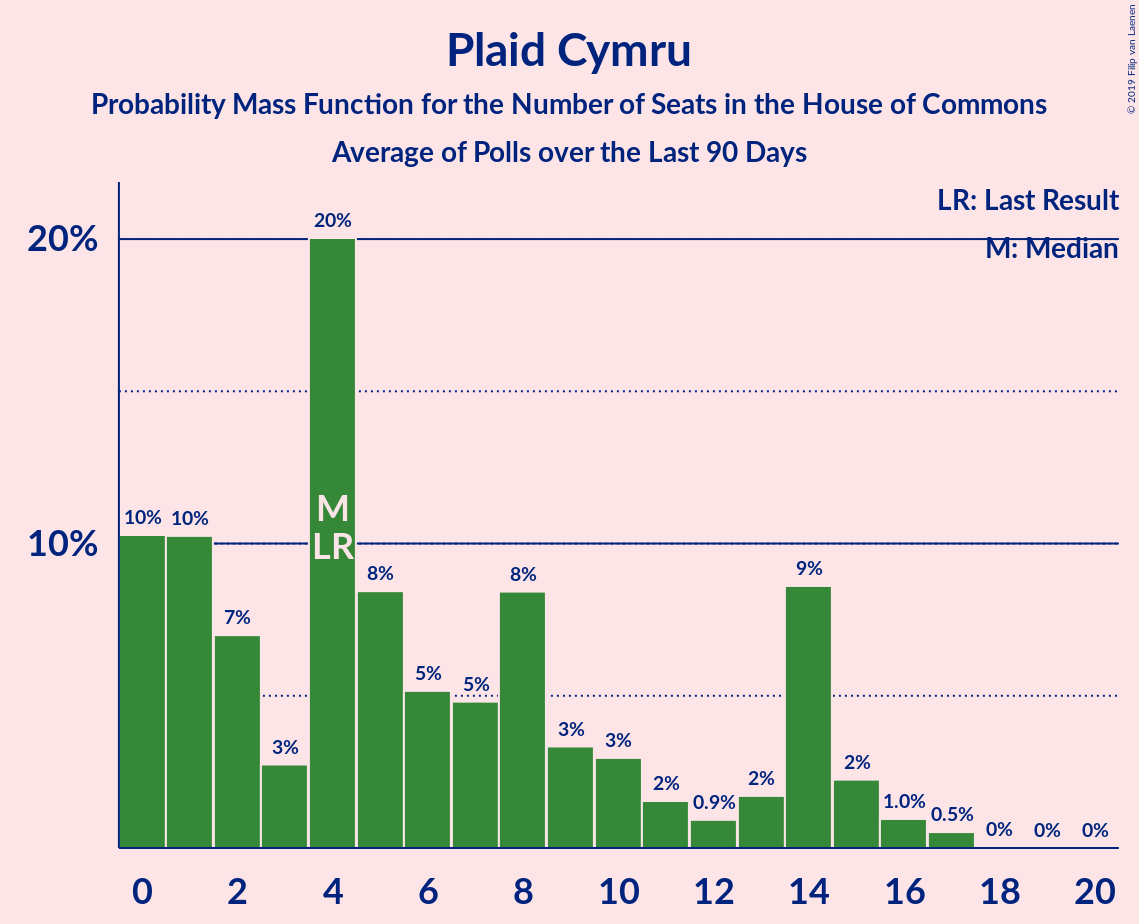 Plaid Cymru
Probability Mass Function for the Number of Seats in the House of Commons
Average of Polls over the Last 90 Days
© 2019 Filip van Laenen
LR: Last Result
M: Median
20%
10%
10%
10%
7%
3%
20%
M
LR
8%
5%
5%
8%
3%
3%
2%
0.9%
2%
9%
2%
1.0%
0.5%
0%
0%
0%
0 2 4 6 8 10 12 14 16 18 20